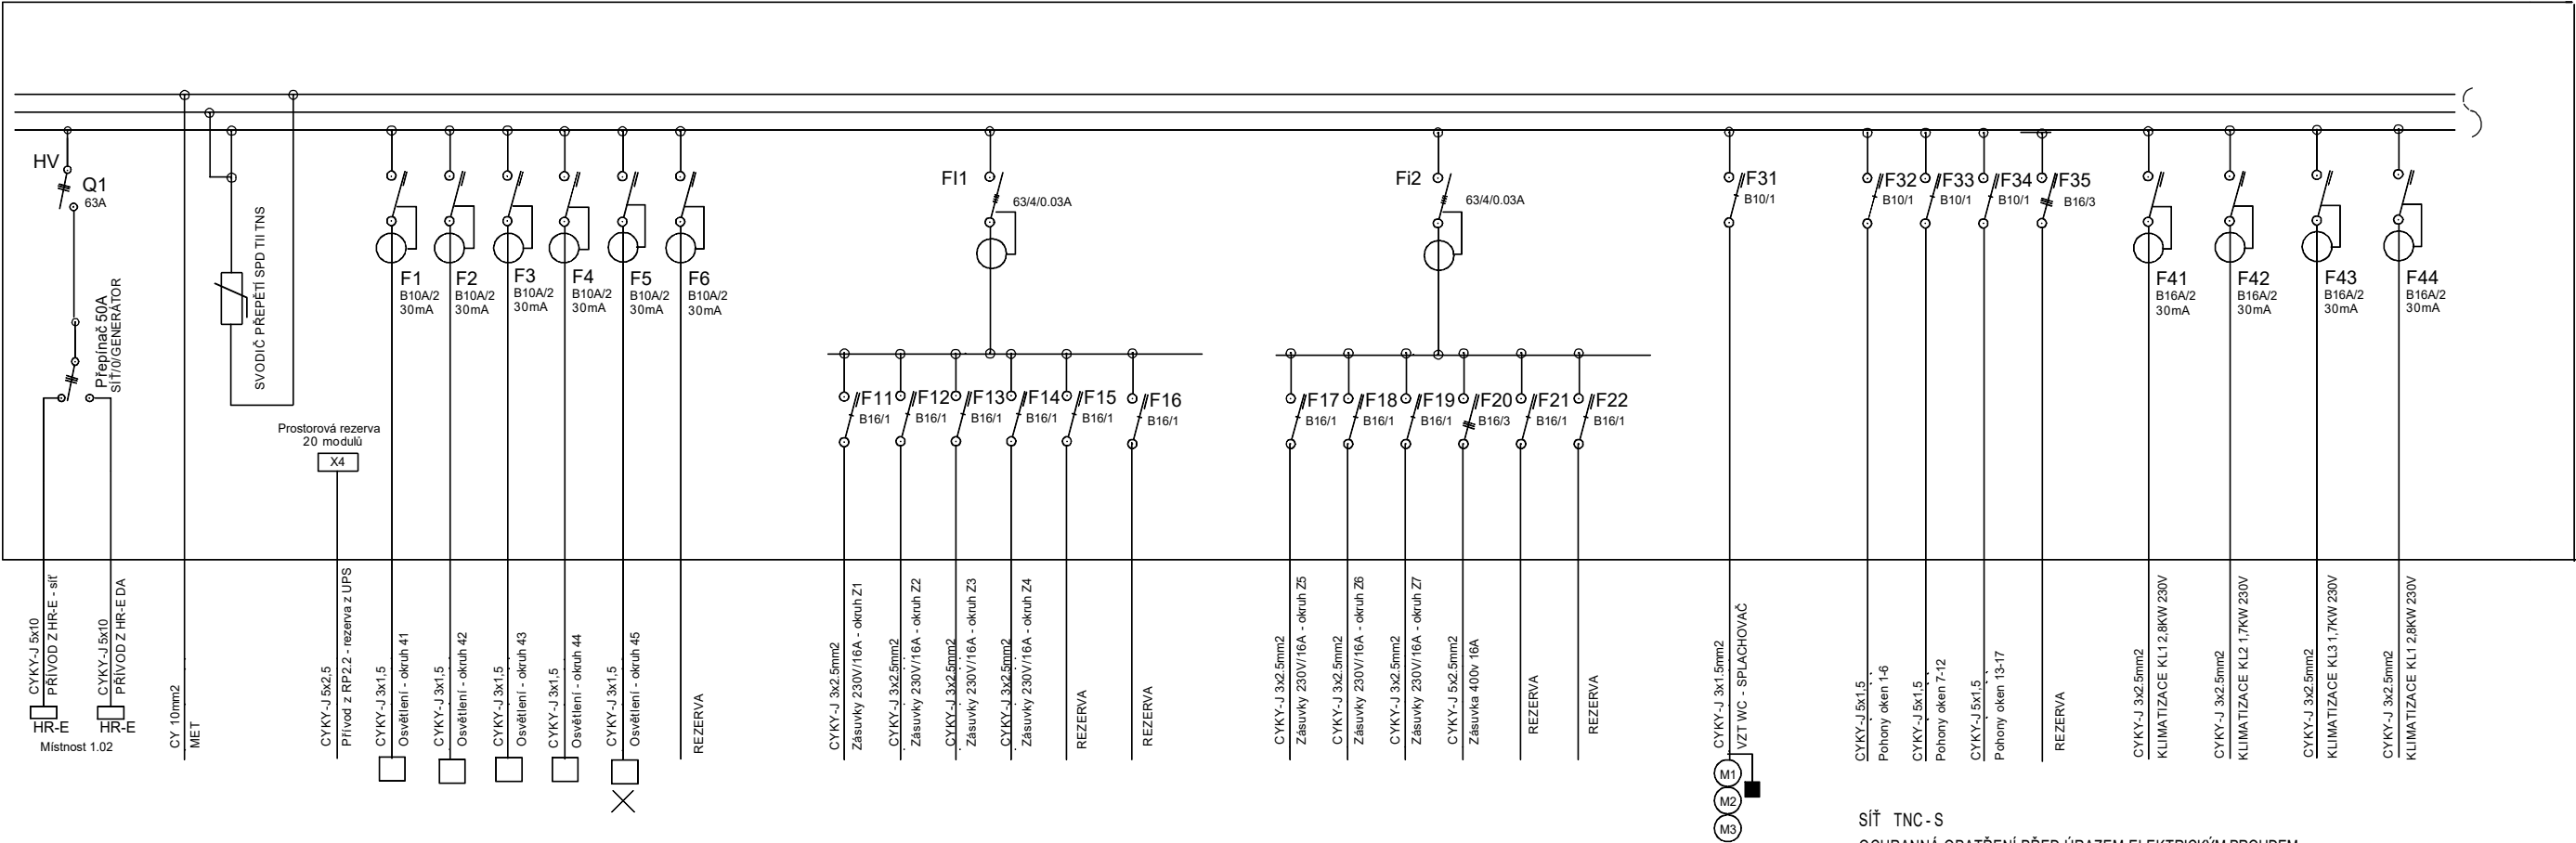 HV
Q1
63A
Přepínač 50A
SÍŤ/0/GENERÁTOR
SVODIČ PŘEPĚTÍ SPD TII TNS
Prostorová rezerva
20 modulů
X4
F1
B10A/2
30mA
F2
B10A/2
30mA
F3
B10A/2
30mA
F4
B10A/2
30mA
F5
B10A/2
30mA
F6
B10A/2
30mA
FI1
63/4/0.03A
F11
B16/1
F12
B16/1
F13
B16/1
F14
B16/1
F15
B16/1
F16
B16/1
Fi2
63/4/0.03A
F17
B16/1
F18
B16/1
F19
B16/1
F20
B16/3
F21
B16/1
F22
B16/1
F31
B10/1
F32
B10/1
F33
B10/1
F34
B10/1
F35
B16/3
F41
B16A/2
30mA
F42
B16A/2
30mA
F43
B16A/2
30mA
F44
B16A/2
30mA
CYKY-J 5x10
PŘÍVOD Z HR-E - síť
HR-E
CYKY-J 5x10
PŘÍVOD Z HR-E DA
HR-E
Místnost 1.02
CY 10mm2
MET
CYKY-J 5x2,5
Přívod z RP2.2 - rezerva z UPS
CYKY-J 3x1,5
Osvětlení - okruh 41
CYKY-J 3x1,5
Osvětlení - okruh 42
CYKY-J 3x1,5
Osvětlení - okruh 43
CYKY-J 3x1,5
Osvětlení - okruh 44
CYKY-J 3x1,5
Osvětlení - okruh 45
REZERVA
CYKY-J 3x2.5mm2
Zásuvky 230V/16A - okruh Z1
CYKY-J 3x2.5mm2
Zásuvky 230V/16A - okruh Z2
CYKY-J 3x2.5mm2
Zásuvky 230V/16A - okruh Z3
CYKY-J 3x2.5mm2
Zásuvky 230V/16A - okruh Z4
REZERVA
REZERVA
CYKY-J 3x2.5mm2
Zásuvky 230V/16A - okruh Z5
CYKY-J 3x2.5mm2
Zásuvky 230V/16A - okruh Z6
CYKY-J 3x2.5mm2
Zásuvky 230V/16A - okruh Z7
CYKY-J 5x2.5mm2
Zásuvka 400v 16A
REZERVA
REZERVA
CYKY-J 3x1.5mm2
VZT WC - SPLACHOVAČ
M1
M2
M3
CYKY-J 5x1,5
Pohony oken 1-6
CYKY-J 5x1,5
Pohony oken 7-12
CYKY-J 5x1,5
Pohony oken 13-17
REZERVA
CYKY-J 3x2.5mm2
KLIMATIZACE KL1 2,8KW 230V
CYKY-J 3x2.5mm2
KLIMATIZACE KL2 1,7KW 230V
CYKY-J 3x2.5mm2
KLIMATIZACE KL3 1,7KW 230V
CYKY-J 3x2.5mm2
KLIMATIZACE KL1 2,8KW 230V
SÍŤ TNC-S
OCHRANNÁ OPATŘENÍ PŘED ÚRAZEM ELEKTRICKÝM PROUDEM